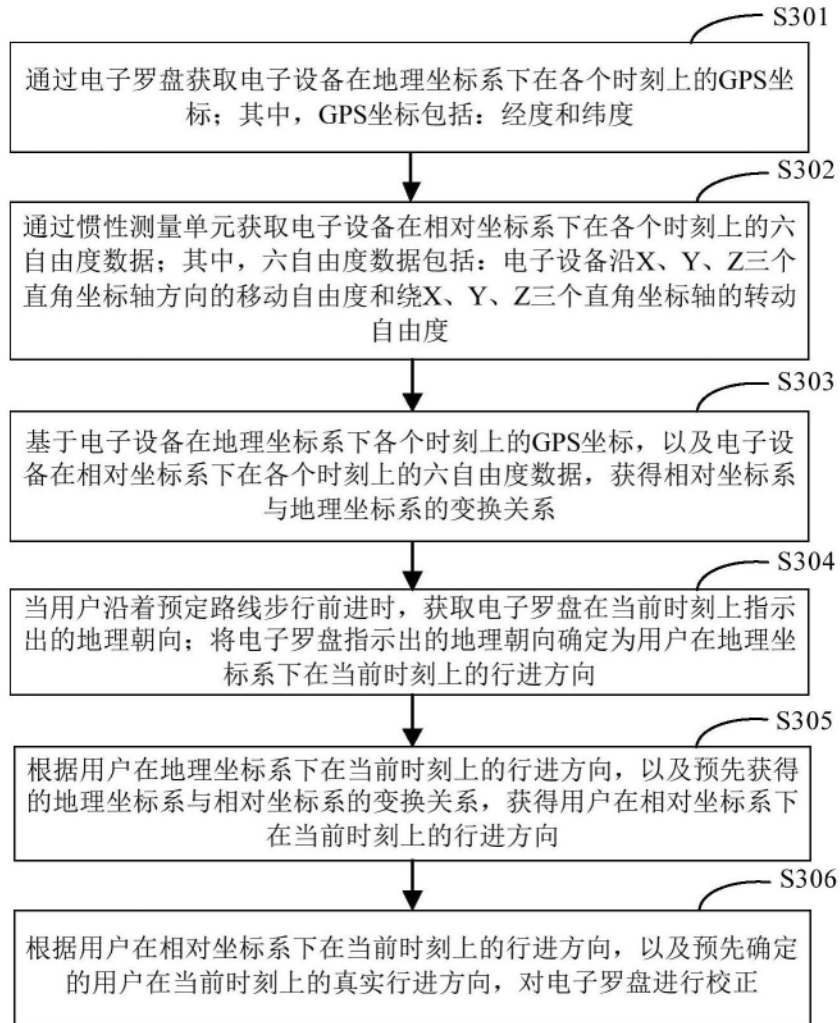 S301
通过电子罗盘获取电子设备在地理坐标系下在各个时刻上的GPS坐
标；其中，GPS坐标包括：经度和纬度
S302
通过惯性测量单元获取电子设备在相对坐标系下在各个时刻上的六
自由度数据；其中，六自由度数据包括：电子设备沿X、Y、Z三个
直角坐标轴方向的移动自由度和绕X、Y、Z三个直角坐标轴的转动
自由度
S303
基于电子设备在地理坐标系下各个时刻上的GPS坐标，以及电子设
备在相对坐标系下在各个时刻上的六自由度数据，获得相对坐标系
与地理坐标系的变换关系
S304
当用户沿着预定路线步行前进时，获取电子罗盘在当前时刻上指示
出的地理朝向；将电子罗盘指示出的地理朝向确定为用户在地理坐
标系下在当前时刻上的行进方向
S305
根据用户在地理坐标系下在当前时刻上的行进方向，以及预先获得
的地理坐标系与相对坐标系的变换关系，获得用户在相对坐标系下
在当前时刻上的行进方向
S306
根据用户在相对坐标系下在当前时刻上的行进方向，以及预先确定
的用户在当前时刻上的真实行进方向，对电子罗盘进行校正